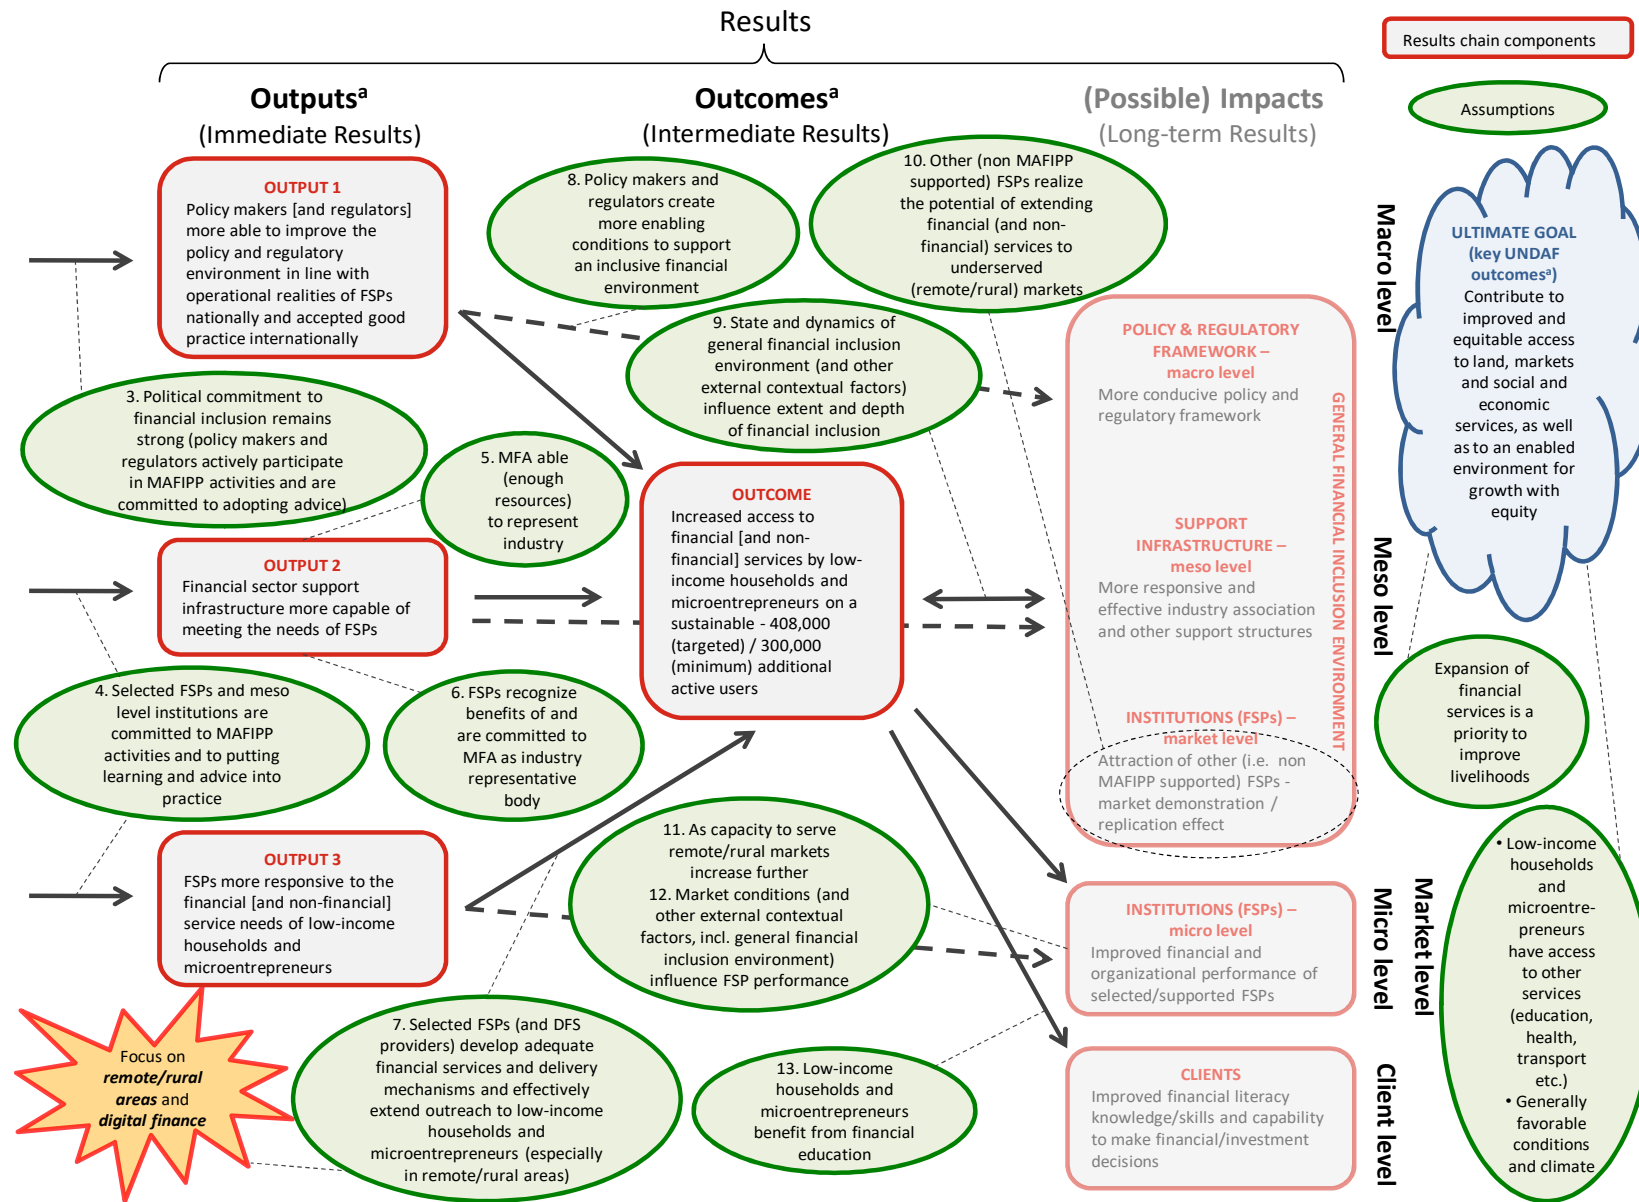 Results
Results chain components
Outputsᵃ
(Immediate Results)
Outcomesᵃ
(Intermediate Results)
(Possible) Impacts
(Long-term Results)
Assumptions
OUTPUT 1
Policy makers [and regulators]
more able to improve the
policy and regulatory
environment in line with
operational realities of FSPs
nationally and accepted good
practice internationally
8. Policy makers and
regulators create
more enabling
conditions to support
an inclusive financial
environment
10. Other (non MAFIPP
supported) FSPs realize
the potential of extending
financial (and non-
financial) services to
underserved
(remote/rural) markets
Macro level
ULTIMATE GOAL
(key UNDAF
outcomesᵃ)
Contribute to
improved and
equitable access
to land, markets
and social and
economic
services, as well
as to an enabled
environment for
growth with
equity
9. State and dynamics of
general financial inclusion
environment (and other
external contextual factors)
influence extent and depth
of financial inclusion
POLICY & REGULATORY
FRAMEWORK –
macro level
More conducive policy and
regulatory framework
GENERAL FINANCIAL INCLUSION ENVIRONMENT
3. Political commitment to
financial inclusion remains
strong (policy makers and
regulators actively participate
in MAFIPP activities and are
committed to adopting advice)
5. MFA able
(enough
resources)
to represent
industry
OUTCOME
Increased access to
financial [and non-
financial] services by low-
income households and
microentrepreneurs on a
sustainable - 408,000
(targeted) / 300,000
(minimum) additional
active users
SUPPORT
INFRASTRUCTURE –
meso level
More responsive and
effective industry association
and other support structures
Meso level
OUTPUT 2
Financial sector support
infrastructure more capable of
meeting the needs of FSPs
4. Selected FSPs and meso
level institutions are
committed to MAFIPP
activities and to putting
learning and advice into
practice
6. FSPs recognize
benefits of and
are committed to
MFA as industry
representative
body
INSTITUTIONS (FSPs) –
market level
Attraction of other (i.e. non
MAFIPP supported) FSPs -
market demonstration /
replication effect
Expansion of
financial
services is a
priority to
improve
livelihoods
OUTPUT 3
FSPs more responsive to the
financial [and non-financial]
service needs of low-income
households and
microentrepreneurs
11. As capacity to serve
remote/rural markets
increase further
12. Market conditions (and
other external contextual
factors, incl. general financial
inclusion environment)
influence FSP performance
INSTITUTIONS (FSPs) –
micro level
Improved financial and
organizational performance of
selected/supported FSPs
Micro level
Market level
• Low-income
households
and
microentre-
preneurs
have access
to other
services
(education,
health,
transport
etc.)
• Generally
favorable
conditions
and climate
Focus on
remote/rural
areas and
digital finance
7. Selected FSPs (and DFS
providers) develop adequate
financial services and delivery
mechanisms and effectively
extend outreach to low-income
households and
microentrepreneurs (especially
in remote/rural areas)
13. Low-income
households and
microentrepreneurs
benefit from financial
education
CLIENTS
Improved financial literacy
knowledge/skills and capability
to make financial/investment
decisions
Client level